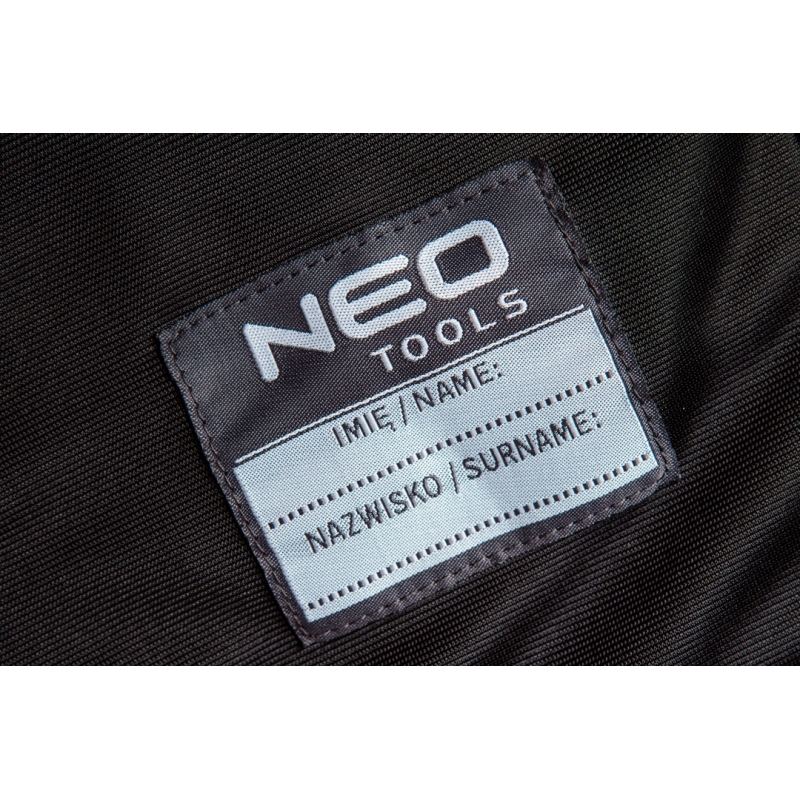 NEO
TOOLS
IMIĘ / NAME:
NAZWISKO / SURNAME: